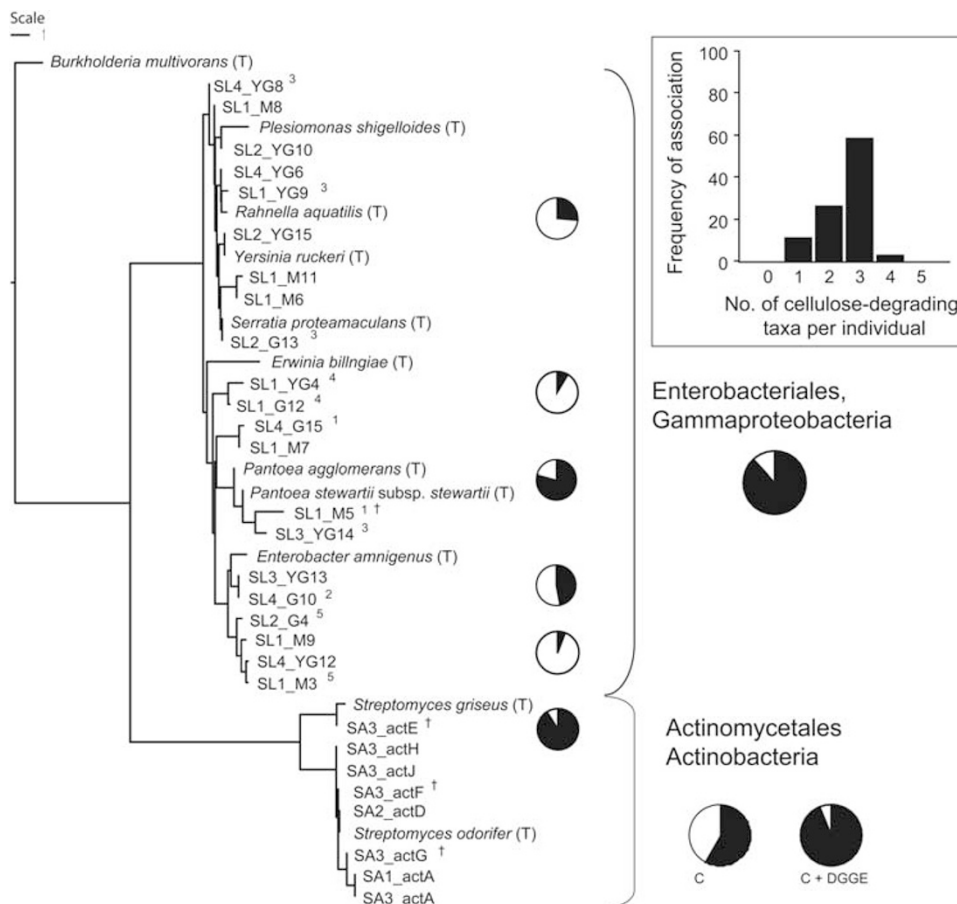 Scale
†
Burkholderia multivorans (T)
SL4_YG8 3
SL1_M8
Plesiomonas shigelloides (T)
SL2_YG10
SL4_YG6
SL1_YG9 3
Rahnella aquatilis (T)
SL2_YG15
Yersinia ruckeri (T)
SL1_M11
SL1_M6
Serratia proteamaculans (T)
SL2_G13 3
Erwinia billngiae (T)
SL1_YG4 4
SL1_G12 4
SL4_G15 1
SL1_M7
Pantoea agglomerans (T)
Pantoea stewartii subsp. stewartii (T)
SL1_M5 1 †
SL3_YG14 3
Enterobacter amnigenus (T)
SL3_YG13
SL4_G10 2
SL2_G4 5
SL1_M9
SL4_YG12
SL1_M3 5
Streptomyces griseus (T)
SA3_actE †
SA3_actH
SA3_actJ
SA3_actF †
SA2_actD
Streptomyces odorifer (T)
SA3_actG †
SA1_actA
SA3_actA
Frequency of association
100
80
60
40
20
0
0 1 2 3 4 5
No. of cellulose-degrading
taxa per individual
Enterobacteriales,
Gammaproteobacteria
Actinomycetales
Actinobacteria
C
C + DGGE